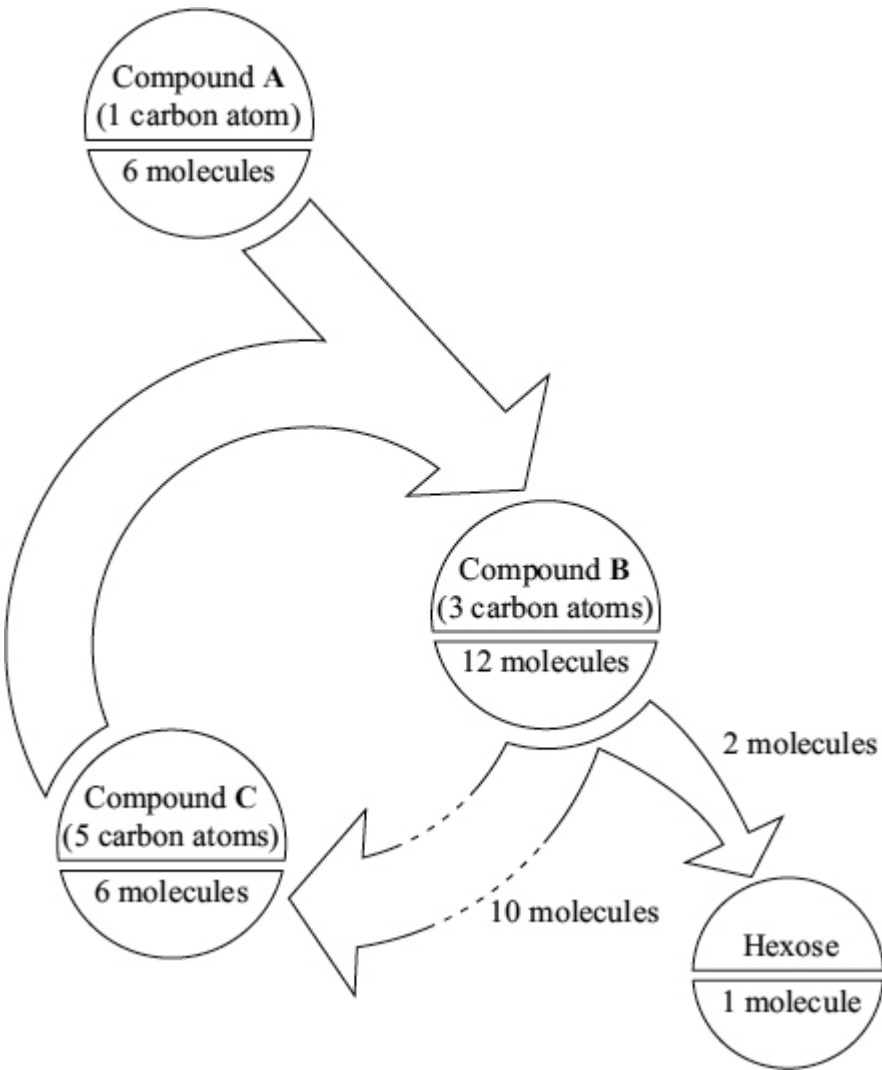 Compound A
(1 carbon atom)
6 molecules
Compound B
(3 carbon atoms)
12 molecules
2 molecules
Compound C
(5 carbon atoms)
6 molecules
10 molecules
Hexose
1 molecule